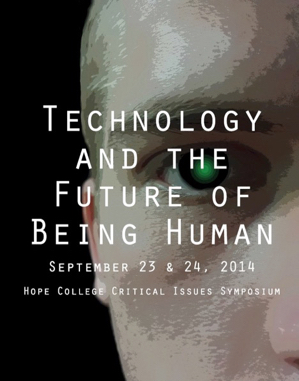 Technology
and the
Future of
Being Human
September 23 & 24, 2014
Hope College Critical Issues Symposium